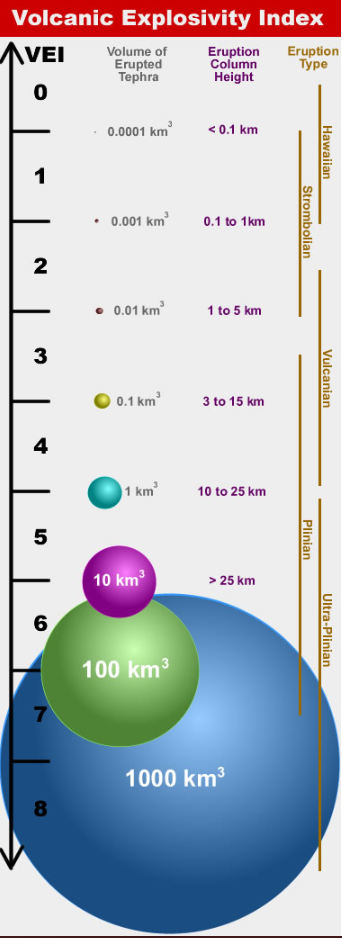 Volcanic Explosivity Index
VEI
Volume of
Erupted
Tephra
Eruption
Column
Height
Eruption
Type
0
0.0001 km³
< 0.1 km
Hawaiian
1
Strombolian
0.001 km³
0.1 to 1km
2
0.01 km³
1 to 5 km
3
Vulcanian
0.1 km³
3 to 15 km
4
1 km³
10 to 25 km
5
Plinian
10 km³
> 25 km
6
Ultra-Plinian
100 km³
7
1000 km³
8